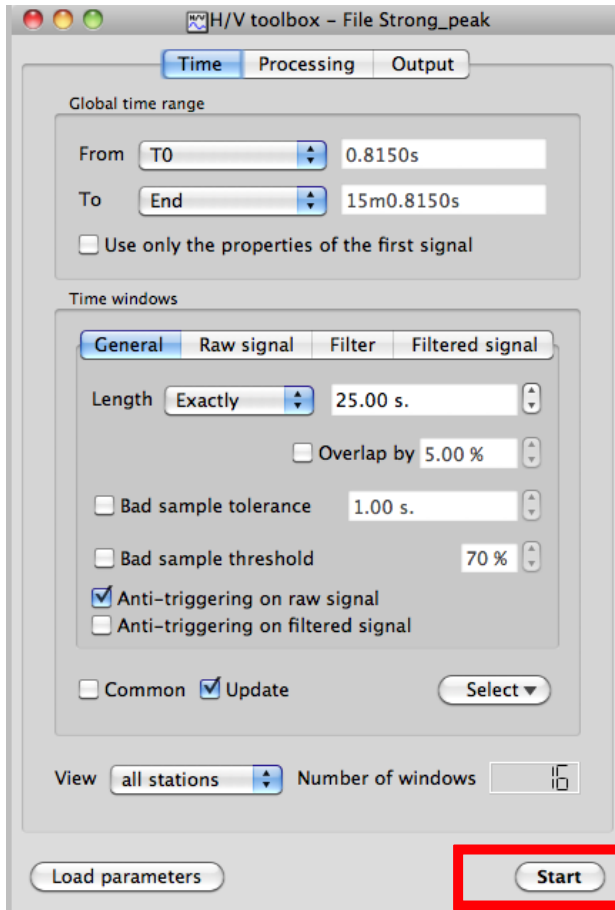 H/V toolbox - File Strong_peak
Time Processing Output
Global time range
From T0 0.8150s
To End 15m0.8150s
Use only the properties of the first signal
Time windows
General Raw signal Filter Filtered signal
Length Exactly 25.00 s.
Overlap by 5.00 %
Bad sample tolerance 1.00 s.
Bad sample threshold 70 %
Anti-triggering on raw signal
Anti-triggering on filtered signal
Common Update Select
View all stations Number of windows 16
Load parameters Start